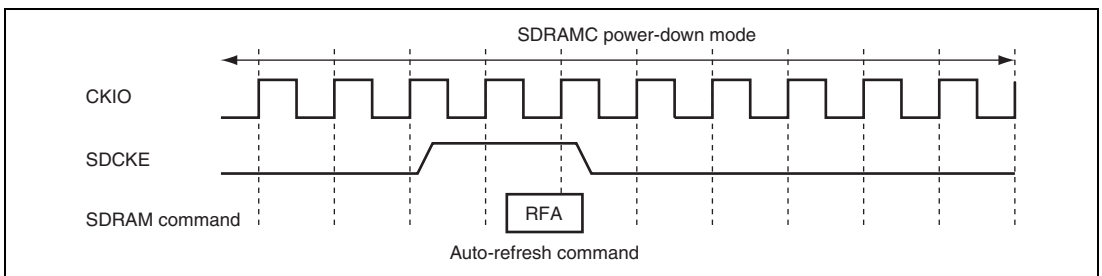 SDRAMC power-down mode
CKIO
SDCKE
SDRAM command
RFA
Auto-refresh command